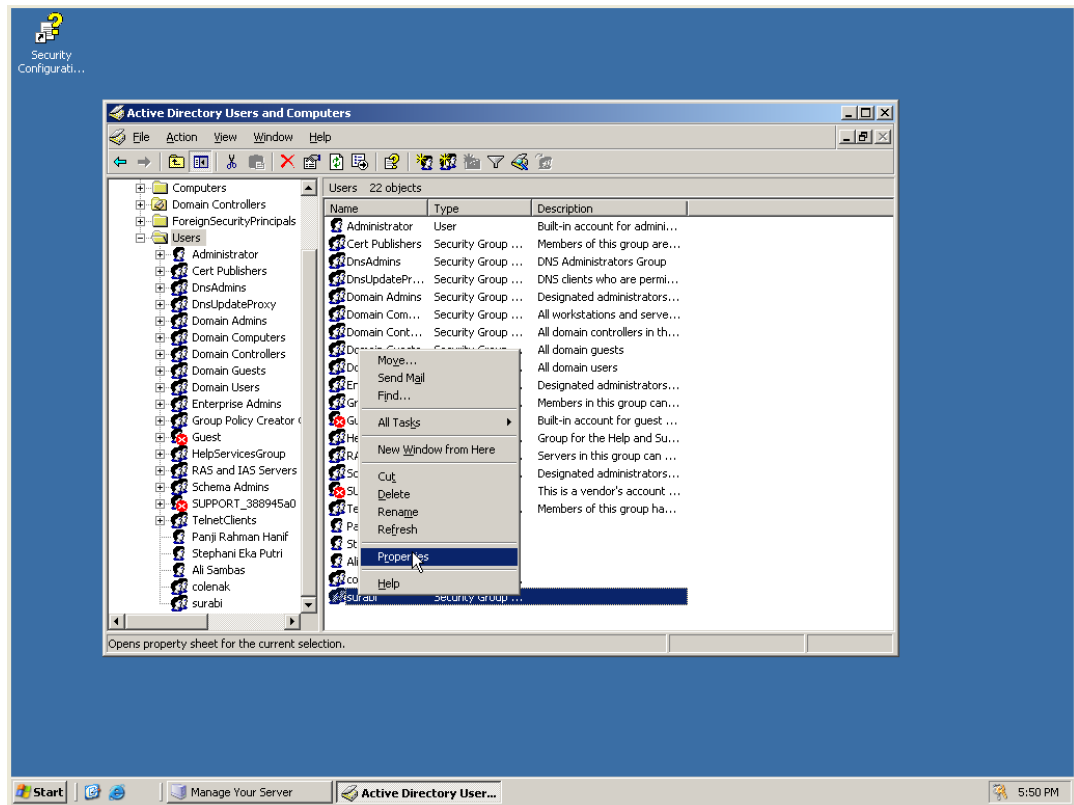 Security
Configurati...
Active Directory Users and Computers
File Action View Window Help
Computers
Domain Controllers
ForeignSecurityPrincipals
Users
Administrator
Cert Publishers
DnsAdmins
DnsUpdateProxy
Domain Admins
Domain Computers
Domain Controllers
Domain Guests
Domain Users
Enterprise Admins
Group Policy Creator
Guest
HelpServicesGroup
RAS and IAS Servers
Schema Admins
SUPPORT_388945a0
TelnetClients
Panji Rahman Hanif
Stephani Eka Putri
Ali Sambas
colenak
surabi
Users 22 objects
Name Type Description
Administrator User Built-in account for admini...
Cert Publishers Security Group ... Members of this group are...
DnsAdmins Security Group ... DNS Administrators Group
DnsUpdatePr... Security Group ... DNS clients who are permi...
Domain Admins Security Group ... Designated administrators...
Domain Com... Security Group ... All workstations and serve...
Domain Cont... Security Group ... All domain controllers in th...
All domain guests
All domain users
Designated administrators...
Members in this group can...
Built-in account for guest ...
Group for the Help and Su...
Servers in this group can ...
Designated administrators...
This is a vendor's account ...
Members of this group ha...
surabi Security Group ...
Move...
Send Mail
Find...
All Tasks
New Window from Here
Cut
Delete
Rename
Refresh
Properties
Help
Opens property sheet for the current selection.
Start Manage Your Server Active Directory User... 5:50 PM